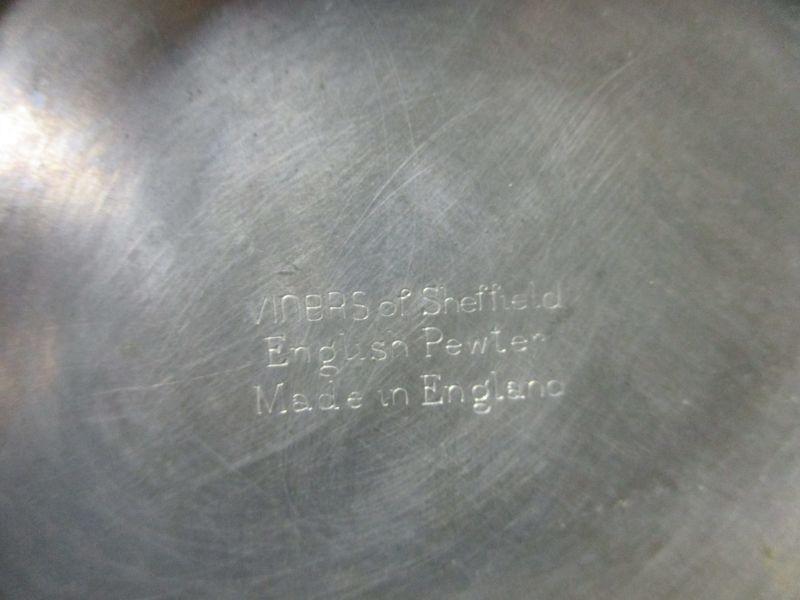 VINERS of Sheffield
English Pewter
Made in England